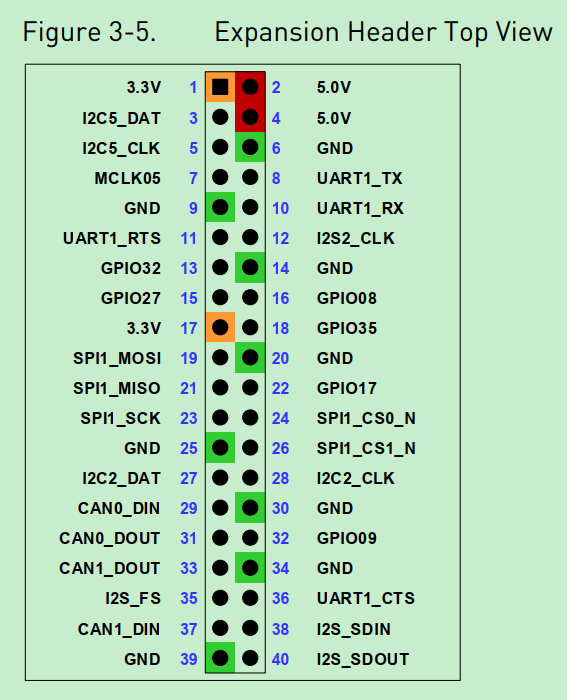 Figure 3-5. Expansion Header Top View
3.3V 1 2 5.0V
I2C5_DAT 3 4 5.0V
I2C5_CLK 5 6 GND
MCLK05 7 8 UART1_TX
GND 9 10 UART1_RX
UART1_RTS 11 12 I2S2_CLK
GPIO32 13 14 GND
GPIO27 15 16 GPIO08
3.3V 17 18 GPIO35
SPI1_MOSI 19 20 GND
SPI1_MISO 21 22 GPIO17
SPI1_SCK 23 24 SPI1_CS0_N
GND 25 26 SPI1_CS1_N
I2C2_DAT 27 28 I2C2_CLK
CAN0_DIN 29 30 GND
CAN0_DOUT 31 32 GPIO09
CAN1_DOUT 33 34 GND
I2S_FS 35 36 UART1_CTS
CAN1_DIN 37 38 I2S_SDIN
GND 39 40 I2S_SDOUT